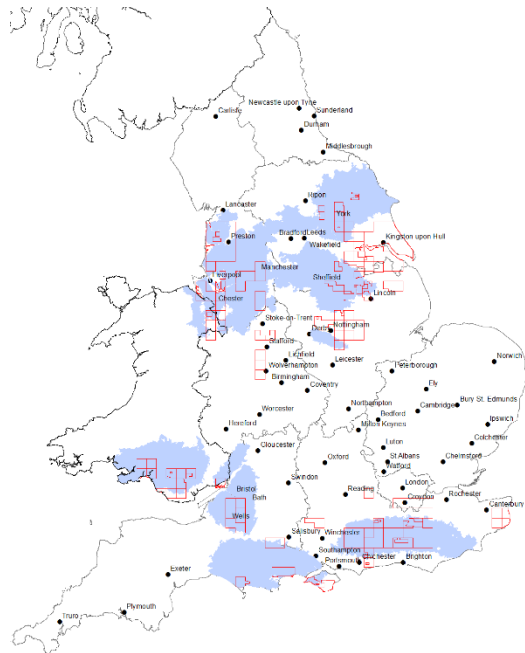 Newcastle upon Tyne
Carlisle
Sunderland
Durham
Middlesbrough
Ripon
Lancaster
York
Preston
Bradford
Leeds
Kingston upon Hull
Wakefield
Manchester
Liverpool
Sheffield
Chester
Lincoln
Stoke-on-Trent
Derby
Nottingham
Stafford
Lichfield
Leicester
Norwich
Wolverhampton
Peterborough
Birmingham
Coventry
Ely
Worcester
Northampton
Cambridge
Bury St. Edmunds
Hereford
Bedford
Ipswich
Milton Keynes
Gloucester
Luton
Colchester
Oxford
St Albans
Chelmsford
Watford
Swindon
Bristol
London
Bath
Reading
Croydon
Rochester
Canterbury
Wells
Salisbury
Winchester
Southampton
Portsmouth
Chichester
Brighton
Exeter
Plymouth
Truro